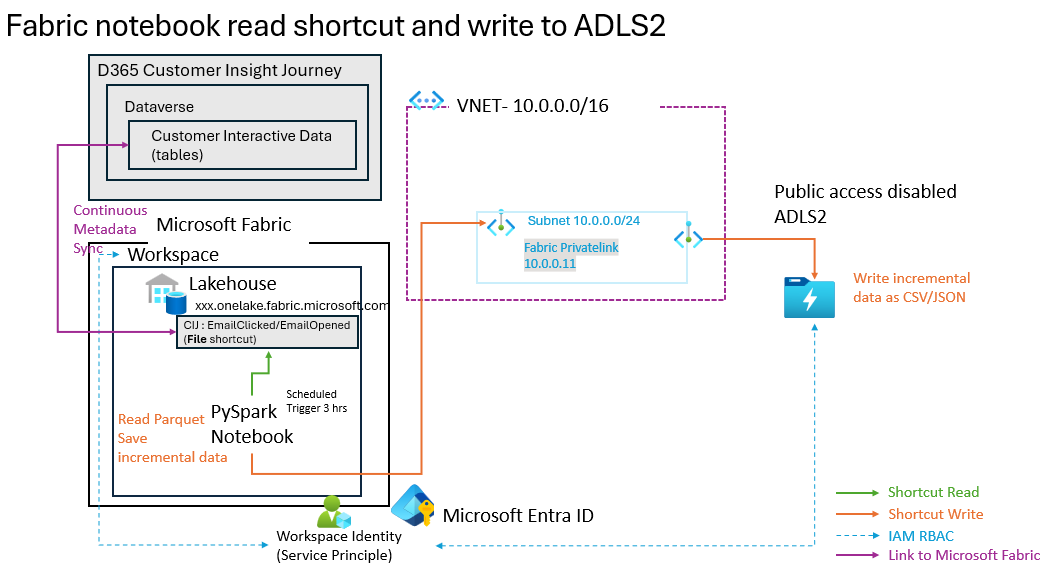 Fabric notebook read shortcut and write to ADLS2
D365 Customer Insight Journey
Dataverse
Customer Interactive Data
(tables)
VNET- 10.0.0.0/16
Continuous
Metadata
Sync
Microsoft Fabric
Workspace
Lakehouse
xxx.onelake.fabric.microsoft.com
CIJ : EmailClicked/EmailOpened
(File shortcut)
Scheduled
Trigger 3 hrs
PySpark
Notebook
Read Parquet
Save
incremental data
Subnet 10.0.0.0/24
Fabric Privatelink
10.0.0.11
Public access disabled
ADLS2
Write incremental
data as CSV/JSON
Workspace Identity
(Service Principle)
Microsoft Entra ID
Shortcut Read
Shortcut Write
IAM RBAC
Link to Microsoft Fabric